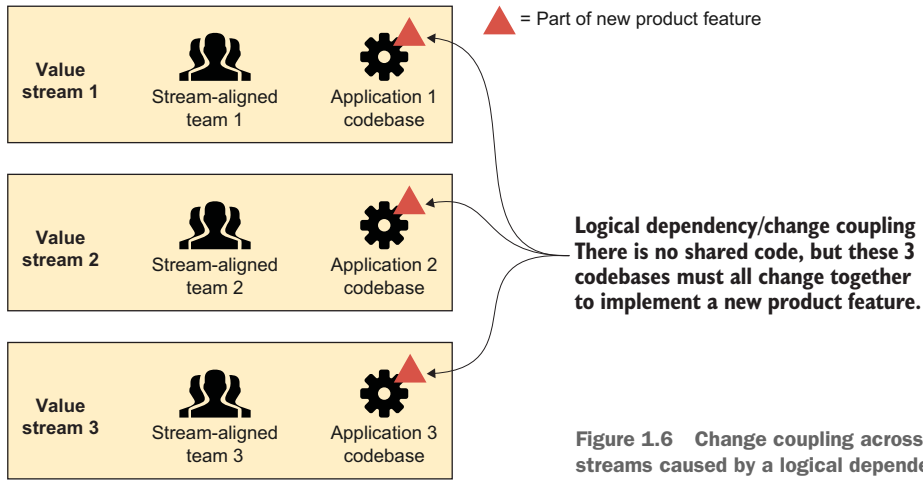 = Part of new product feature
Value
stream 1
Stream-aligned
team 1
Application 1
codebase
Value
stream 2
Stream-aligned
team 2
Application 2
codebase
Logical dependency/change coupling
There is no shared code, but these 3
codebases must all change together
to implement a new product feature.
Value
stream 3
Stream-aligned
team 3
Application 3
codebase
Figure 1.6 Change coupling across
streams caused by a logical